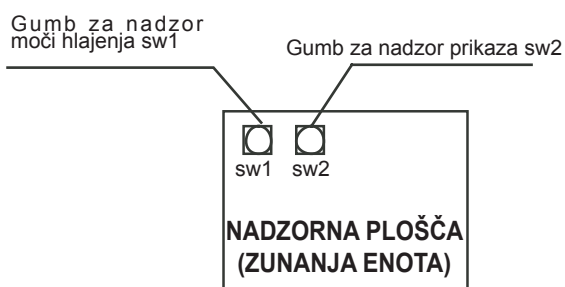 Gumb za nadzor
moči hlajenja sw1
Gumb za nadzor prikaza sw2
sw1 sw2
NADZORNA PLOŠČA
(ZUNANJA ENOTA)